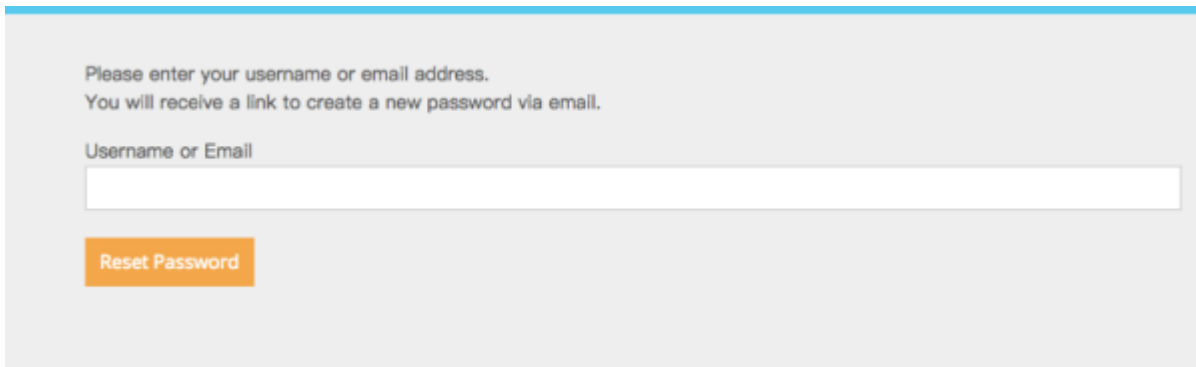 Please enter your username or email address.
You will receive a link to create a new password via email.
Username or Email
Reset Password